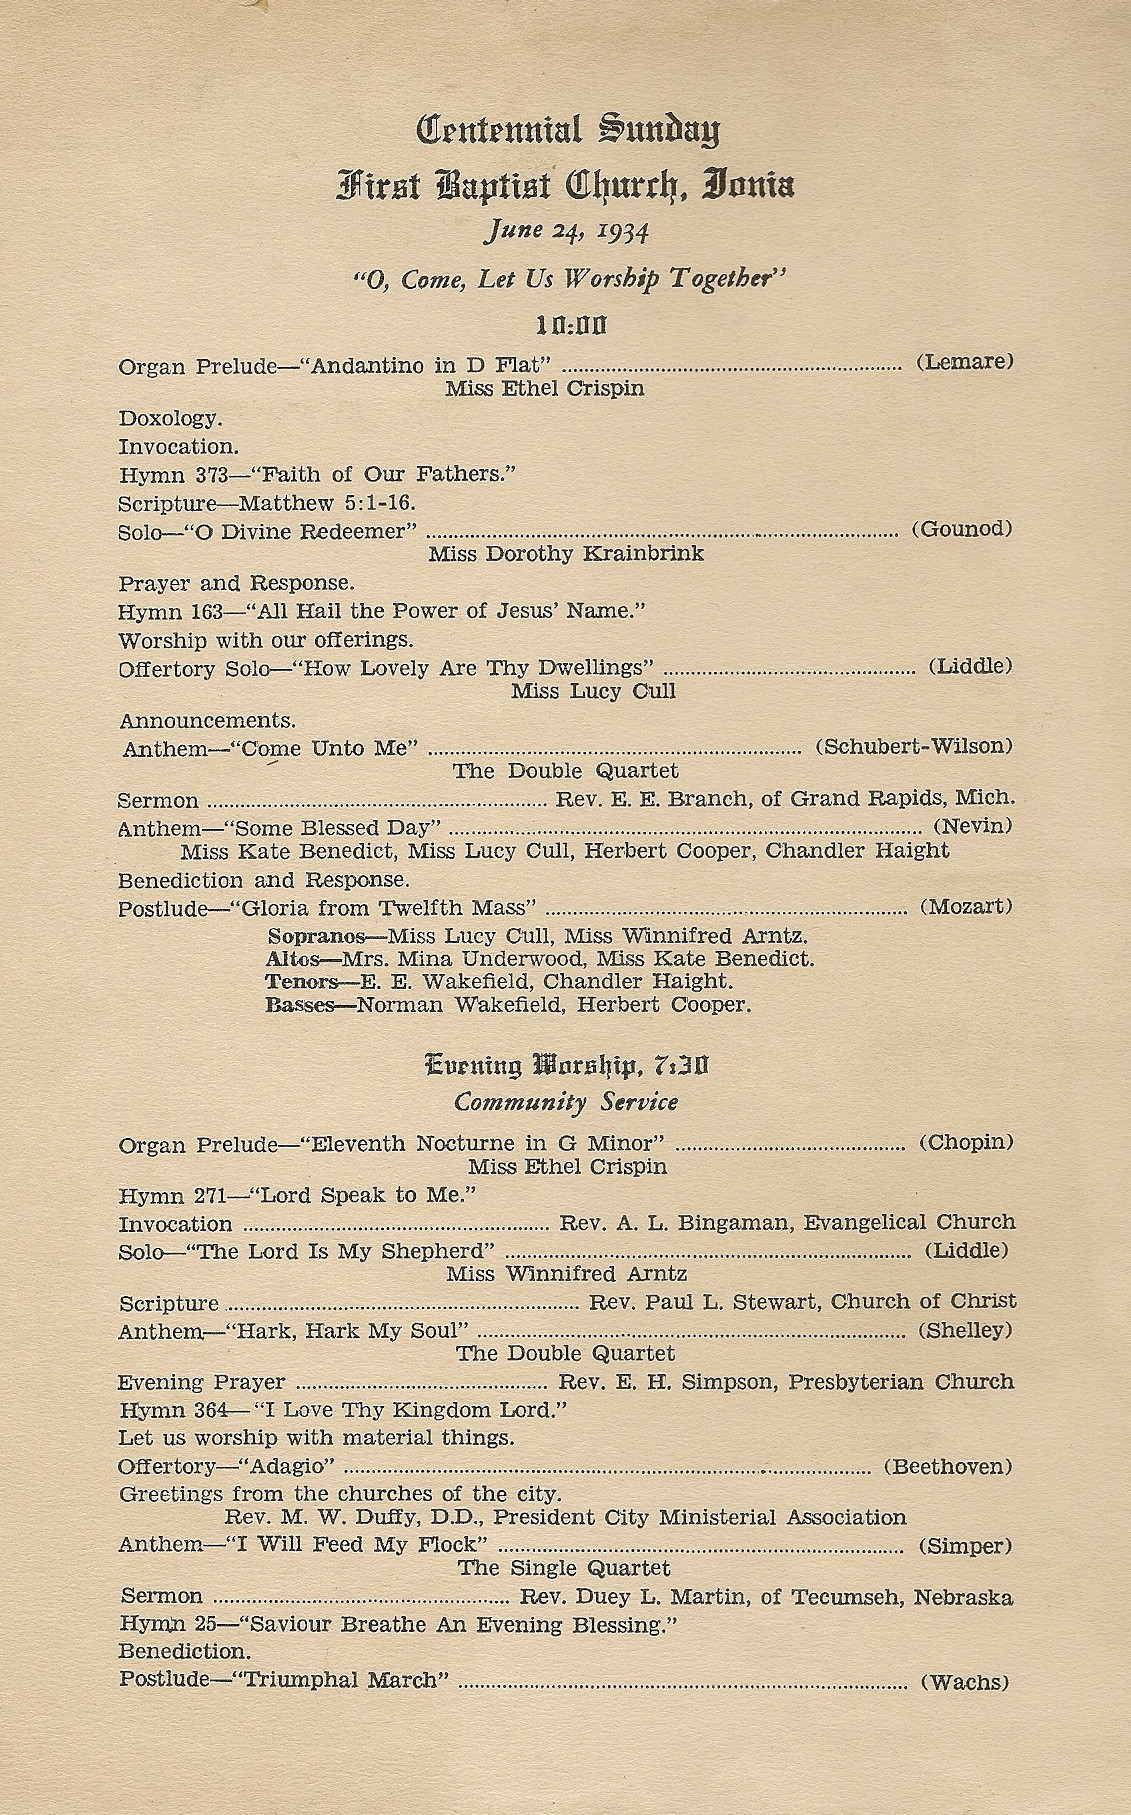 Centennial Sunday
First Baptist Church, Ionia
June 24, 1934
“O, Come, Let Us Worship Together”
10:00
Organ Prelude—“Andantino in D Flat” ........ (Lemare)
Miss Ethel Crispin
Doxology.
Invocation.
Hymn 373—“Faith of Our Fathers.”
Scripture—Matthew 5:1-16.
Solo—“O Divine Redeemer” ........ (Gounod)
Miss Dorothy Krainbrink
Prayer and Response.
Hymn 163—“All Hail the Power of Jesus’ Name.”
Worship with our offerings.
Offertory Solo—“How Lovely Are Thy Dwellings” ........ (Liddle)
Miss Lucy Cull
Announcements.
Anthem—“Come Unto Me” ........ (Schubert-Wilson)
The Double Quartet
Sermon ........ Rev. E. E. Branch, of Grand Rapids, Mich.
Anthem—“Some Blessed Day” ........ (Nevin)
Miss Kate Benedict, Miss Lucy Cull, Herbert Cooper, Chandler Haight
Benediction and Response.
Postlude—“Gloria from Twelfth Mass” ........ (Mozart)
Sopranos—Miss Lucy Cull, Miss Winnifred Arntz.
Altos—Mrs. Mina Underwood, Miss Kate Benedict.
Tenors—E. E. Wakefield, Chandler Haight.
Basses—Norman Wakefield, Herbert Cooper.
Evening Worship, 7:30
Community Service
Organ Prelude—“Eleventh Nocturne in G Minor” ........ (Chopin)
Miss Ethel Crispin
Hymn 271—“Lord Speak to Me.”
Invocation ........ Rev. A. L. Bingaman, Evangelical Church
Solo—“The Lord Is My Shepherd” ........ (Liddle)
Miss Winnifred Arntz
Scripture ........ Rev. Paul L. Stewart, Church of Christ
Anthem—“Hark, Hark My Soul” ........ (Shelley)
The Double Quartet
Evening Prayer ........ Rev. E. H. Simpson, Presbyterian Church
Hymn 364—“I Love Thy Kingdom Lord.”
Let us worship with material things.
Offertory—“Adagio” ........ (Beethoven)
Greetings from the churches of the city.
Rev. M. W. Duffy, D.D., President City Ministerial Association
Anthem—“I Will Feed My Flock” ........ (Simper)
The Single Quartet
Sermon ........ Rev. Duey L. Martin, of Tecumseh, Nebraska
Hymn 25—“Saviour Breathe An Evening Blessing.”
Benediction.
Postlude—“Triumphal March” ........ (Wachs)